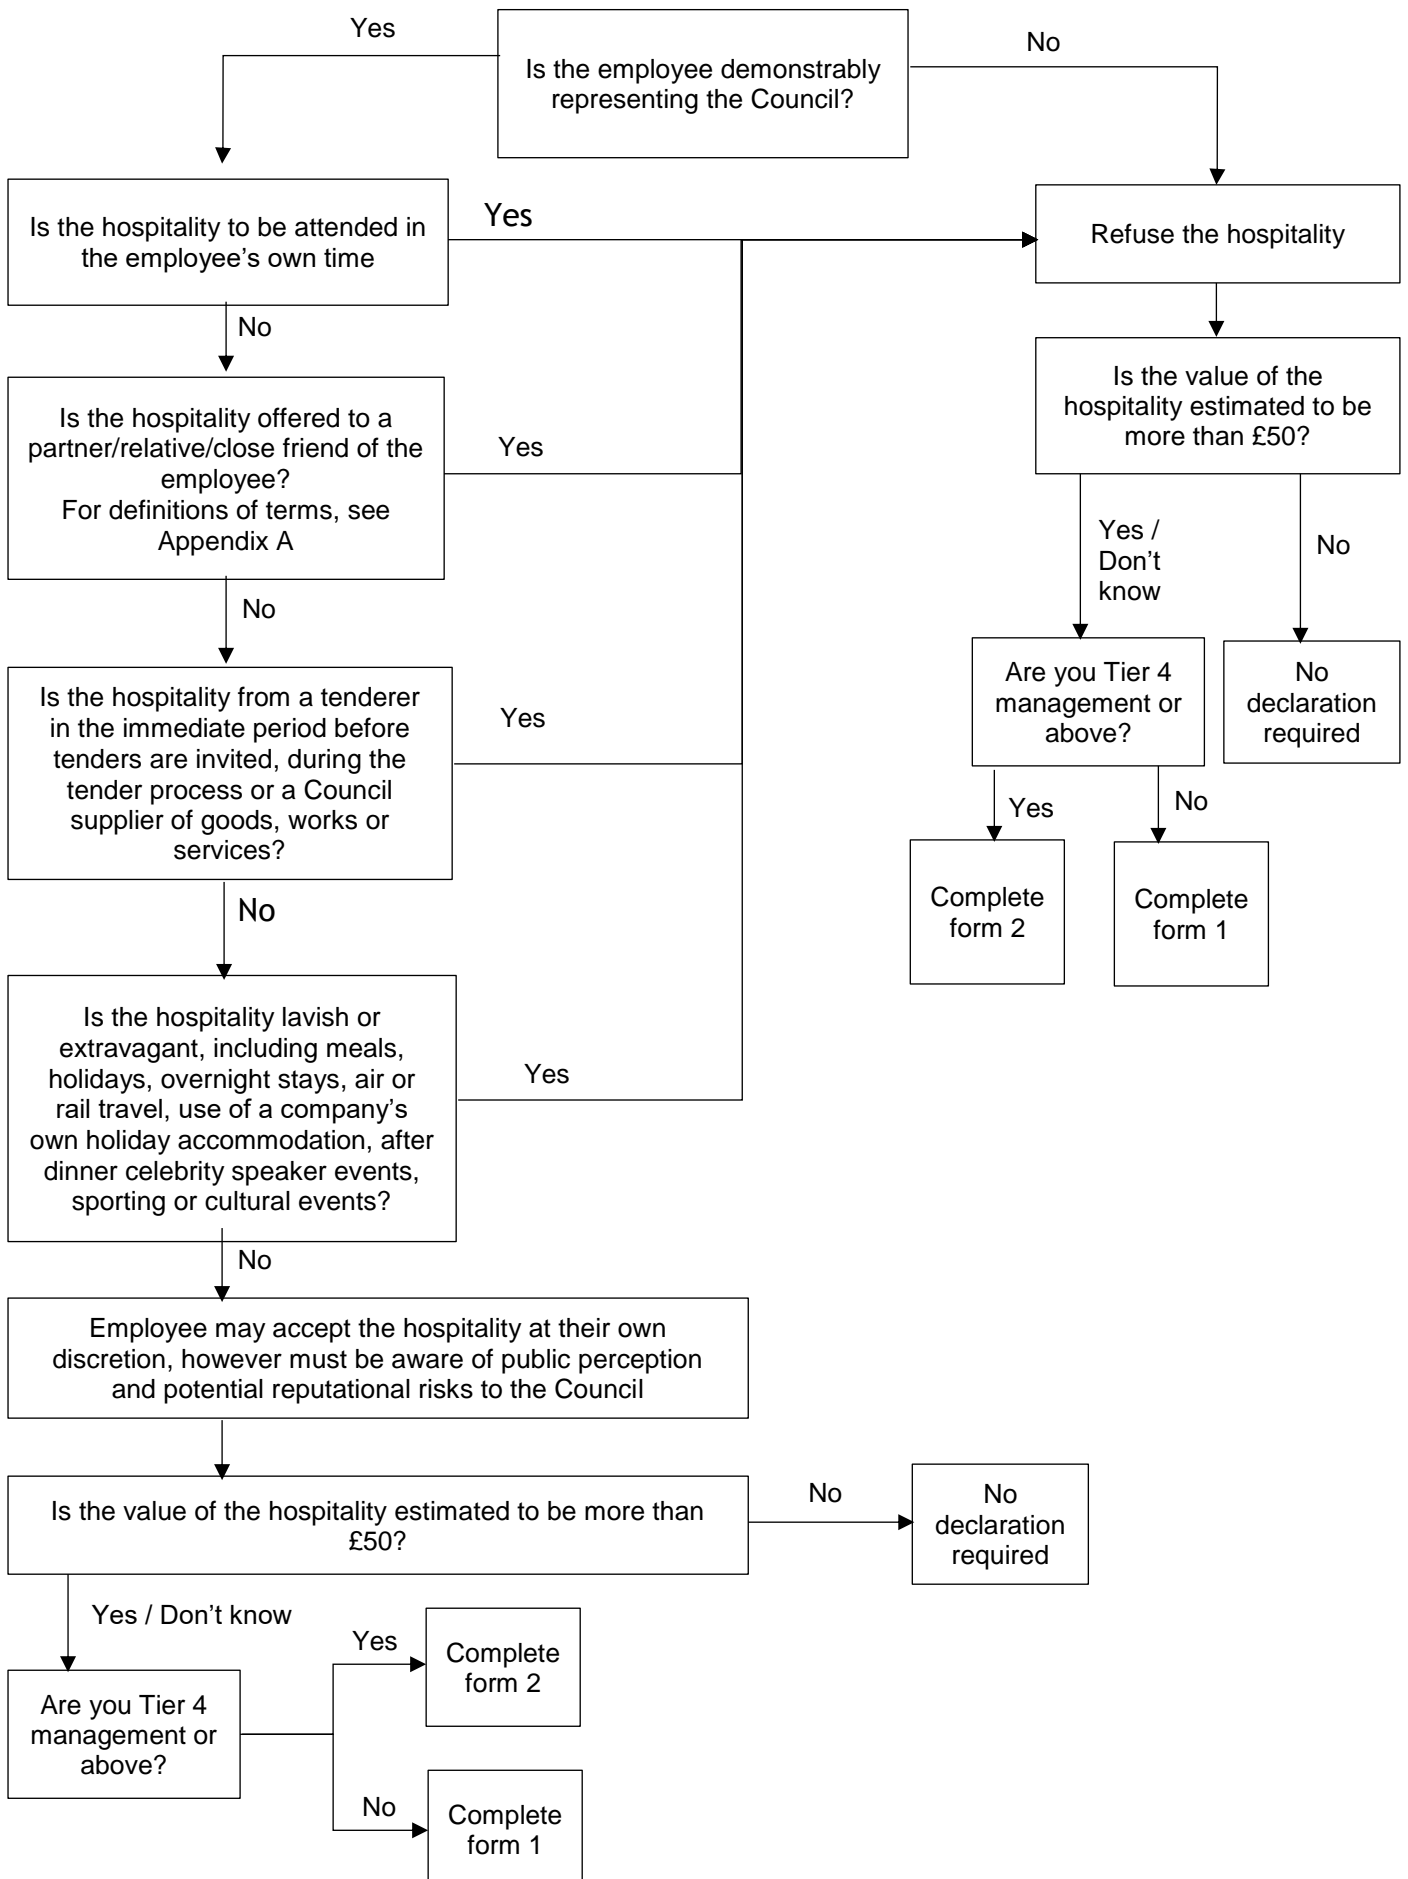 Yes
Is the employee demonstrably
representing the Council?
No
Is the hospitality to be attended in
the employee’s own time
Yes
Refuse the hospitality
No
Is the value of the
hospitality estimated to be
more than £50?
Is the hospitality offered to a
partner/relative/close friend of the
employee?
For definitions of terms, see
Appendix A
Yes
Yes /
Don’t
know
No
No
Are you Tier 4
management or
above?
No
declaration
required
Is the hospitality from a tenderer
in the immediate period before
tenders are invited, during the
tender process or a Council
supplier of goods, works or
services?
Yes
Yes
No
Complete
form 2
Complete
form 1
No
Is the hospitality lavish or
extravagant, including meals,
holidays, overnight stays, air or
rail travel, use of a company’s
own holiday accommodation, after
dinner celebrity speaker events,
sporting or cultural events?
Yes
No
Employee may accept the hospitality at their own
discretion, however must be aware of public perception
and potential reputational risks to the Council
Is the value of the hospitality estimated to be more than
£50?
No
No
declaration
required
Yes / Don’t know
Are you Tier 4
management or
above?
Yes
Complete
form 2
No
Complete
form 1